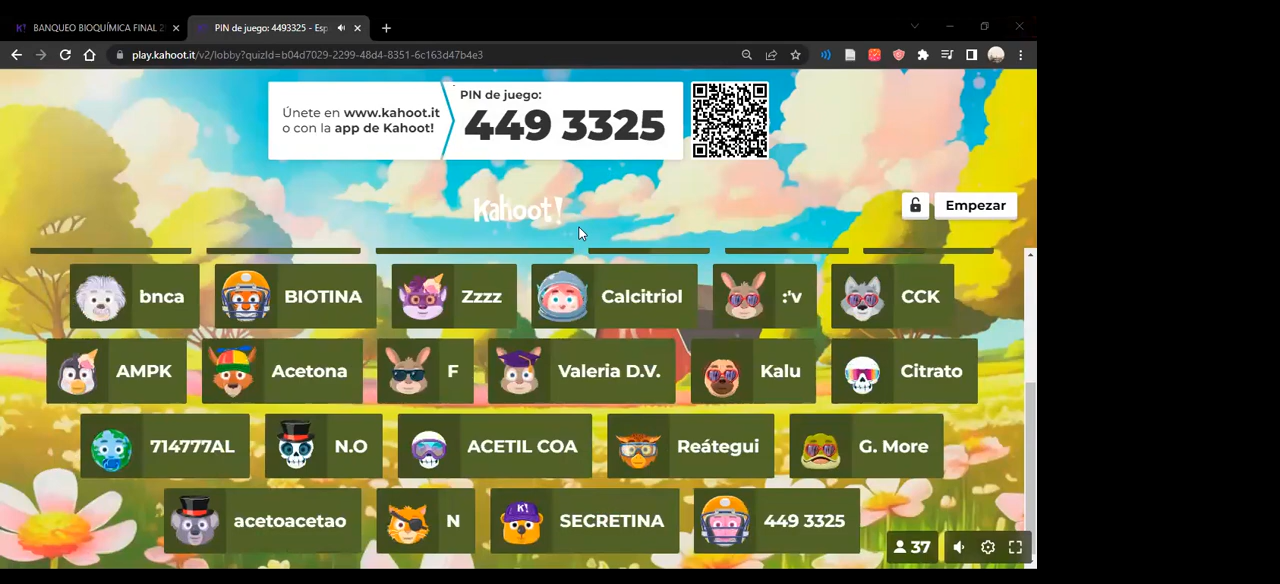 BANQUEO BIOQUÍMICA FINAL 2
PIN de juego: 4493325 - Esp
play.kahoot.it/v2/lobby?quizId=b04d7029-2299-48d4-8351-6c163d47b4e3
Únete en www.kahoot.it
o con la app de Kahoot!
PIN de juego:
449 3325
Kahoot!
Empezar
bnca
BIOTINA
Zzzz
Calcitriol
:'v
CCK
AMPK
Acetona
F
Valeria D.V.
Kalu
Citrato
714777AL
N.O
ACETIL COA
Reátegui
G. More
acetoacetao
N
K!
SECRETINA
449 3325
37